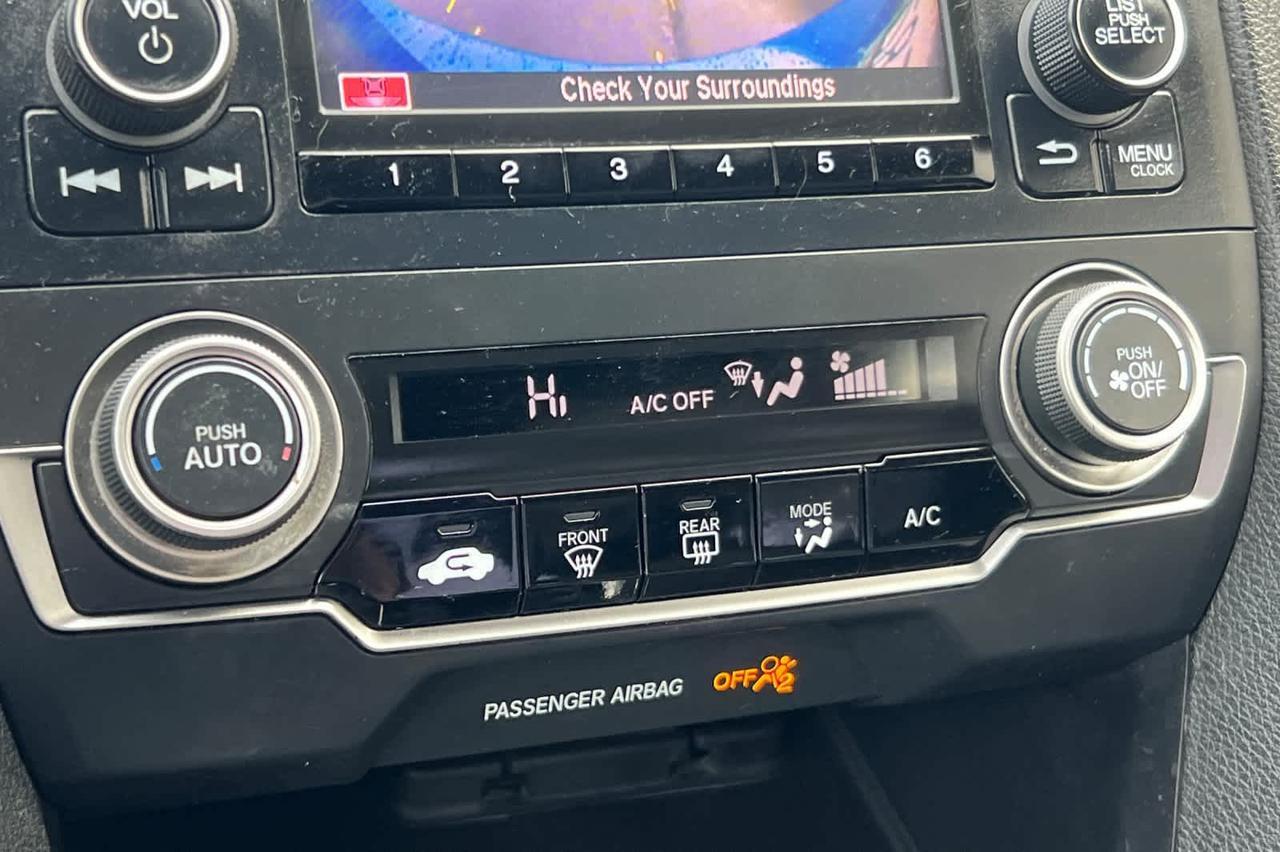 VOL
LIST
PUSH
SELECT
Check Your Surroundings
1 2 3 4 5 6
MENU
CLOCK
PUSH
AUTO
Hi
A/C OFF
PUSH
ON/
OFF
FRONT
REAR
MODE
A/C
PASSENGER AIRBAG OFF 2